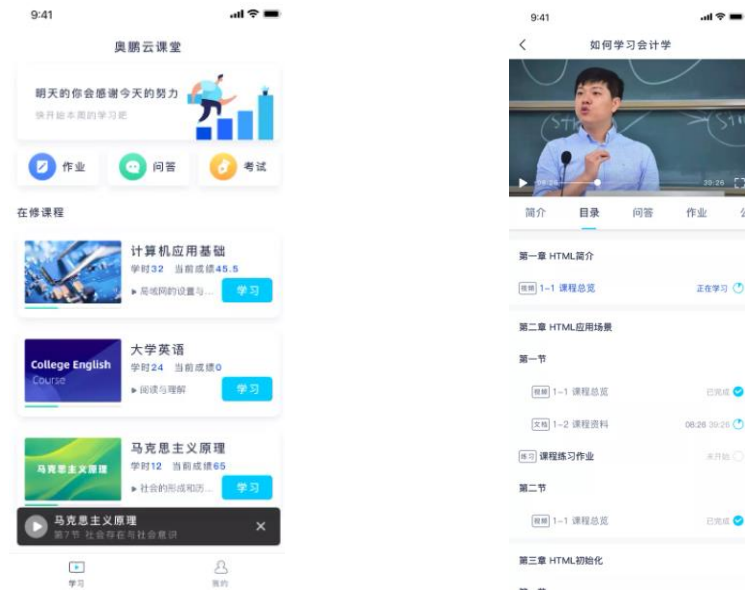 9:41
奥鹏云课堂
明天的你会感谢今天的努力
快开始本周的学习吧
作业
问答
考试
在修课程
计算机应用基础
学时32 当前成绩45.5
局域网的设置与...
学习
College English
Course
大学英语
学时24 当前成绩0
阅读与理解
学习
马克思主义原理
马克思主义原理
学时12 当前成绩65
社会的形成和历...
学习
马克思主义原理
第7节 社会存在与社会意识
学习
我的
9:41
如何学习会计学
08:26
39:26
简介
目录
问答
作业
第一章 HTML简介
视频 1-1 课程总览 正在学习
第二章 HTML应用场景
第一节
视频 1-1 课程总览 已完成
文档 1-2 课程资料 08:26 39:26
练习 课程练习作业 未开始
第二节
视频 1-1 课程总览 已完成
第三章 HTML初始化